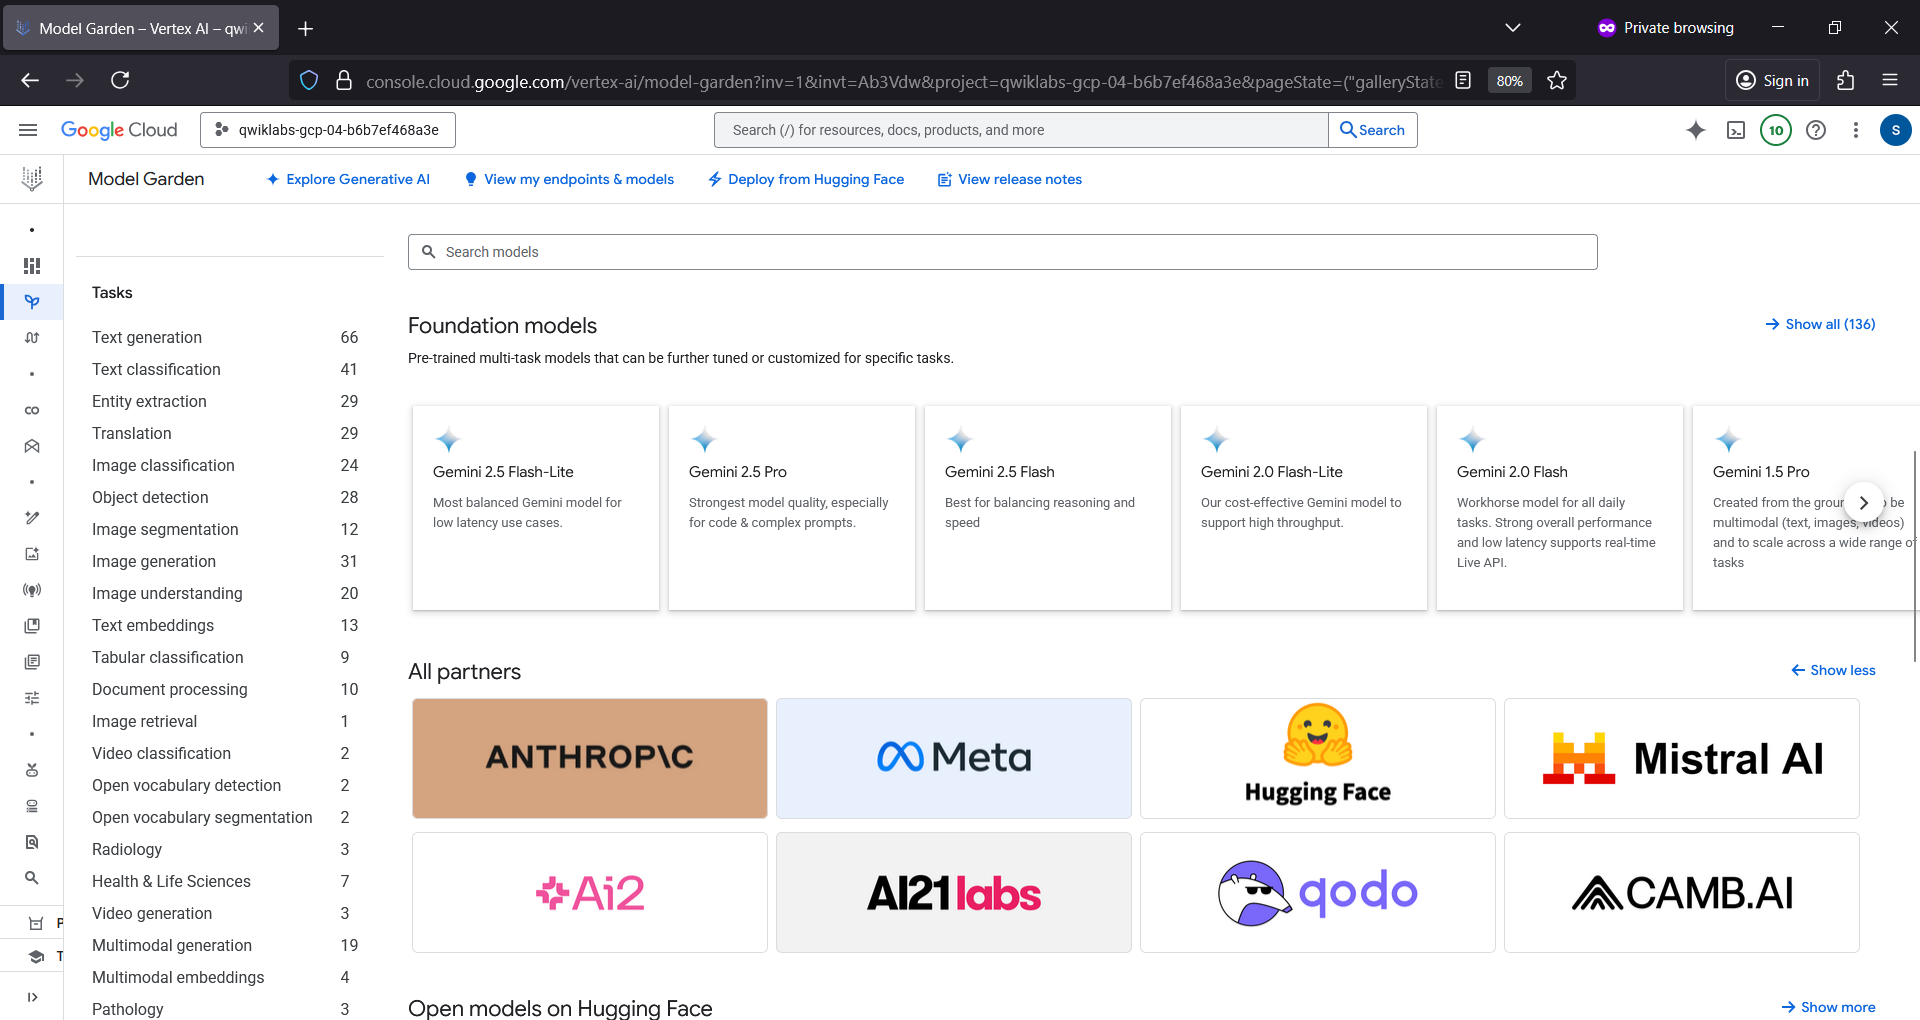 Model Garden – Vertex AI – qwi
Private browsing
console.cloud.google.com/vertex-ai/model-garden?inv=1&invt=Ab3Vdw&project=qwiklabs-gcp-04-b6b7ef468a3e&pageState=("galleryState
80%
Sign in
Google Cloud
qwiklabs-gcp-04-b6b7ef468a3e
Search (/) for resources, docs, products, and more
Search
10
S
Model Garden
Explore Generative AI
View my endpoints & models
Deploy from Hugging Face
View release notes
Search models
Tasks
Text generation 66
Text classification 41
Entity extraction 29
Translation 29
Image classification 24
Object detection 28
Image segmentation 12
Image generation 31
Image understanding 20
Text embeddings 13
Tabular classification 9
Document processing 10
Image retrieval 1
Video classification 2
Open vocabulary detection 2
Open vocabulary segmentation 2
Radiology 3
Health & Life Sciences 7
Video generation 3
Multimodal generation 19
Multimodal embeddings 4
Pathology 3
P
T
Foundation models
Show all (136)
Pre-trained multi-task models that can be further tuned or customized for specific tasks.
Gemini 2.5 Flash-Lite
Most balanced Gemini model for
low latency use cases.
Gemini 2.5 Pro
Strongest model quality, especially
for code & complex prompts.
Gemini 2.5 Flash
Best for balancing reasoning and
speed
Gemini 2.0 Flash-Lite
Our cost-effective Gemini model to
support high throughput.
Gemini 2.0 Flash
Workhorse model for all daily
tasks. Strong overall performance
and low latency supports real-time
Live API.
Gemini 1.5 Pro
Created from the be
multimodal (text, images, videos)
and to scale across a wide range of
tasks
All partners
Show less
ANTHROP\C
Meta
Hugging Face
Mistral AI
Ai2
AI21 labs
qodo
CAMB.AI
Open models on Hugging Face
Show more